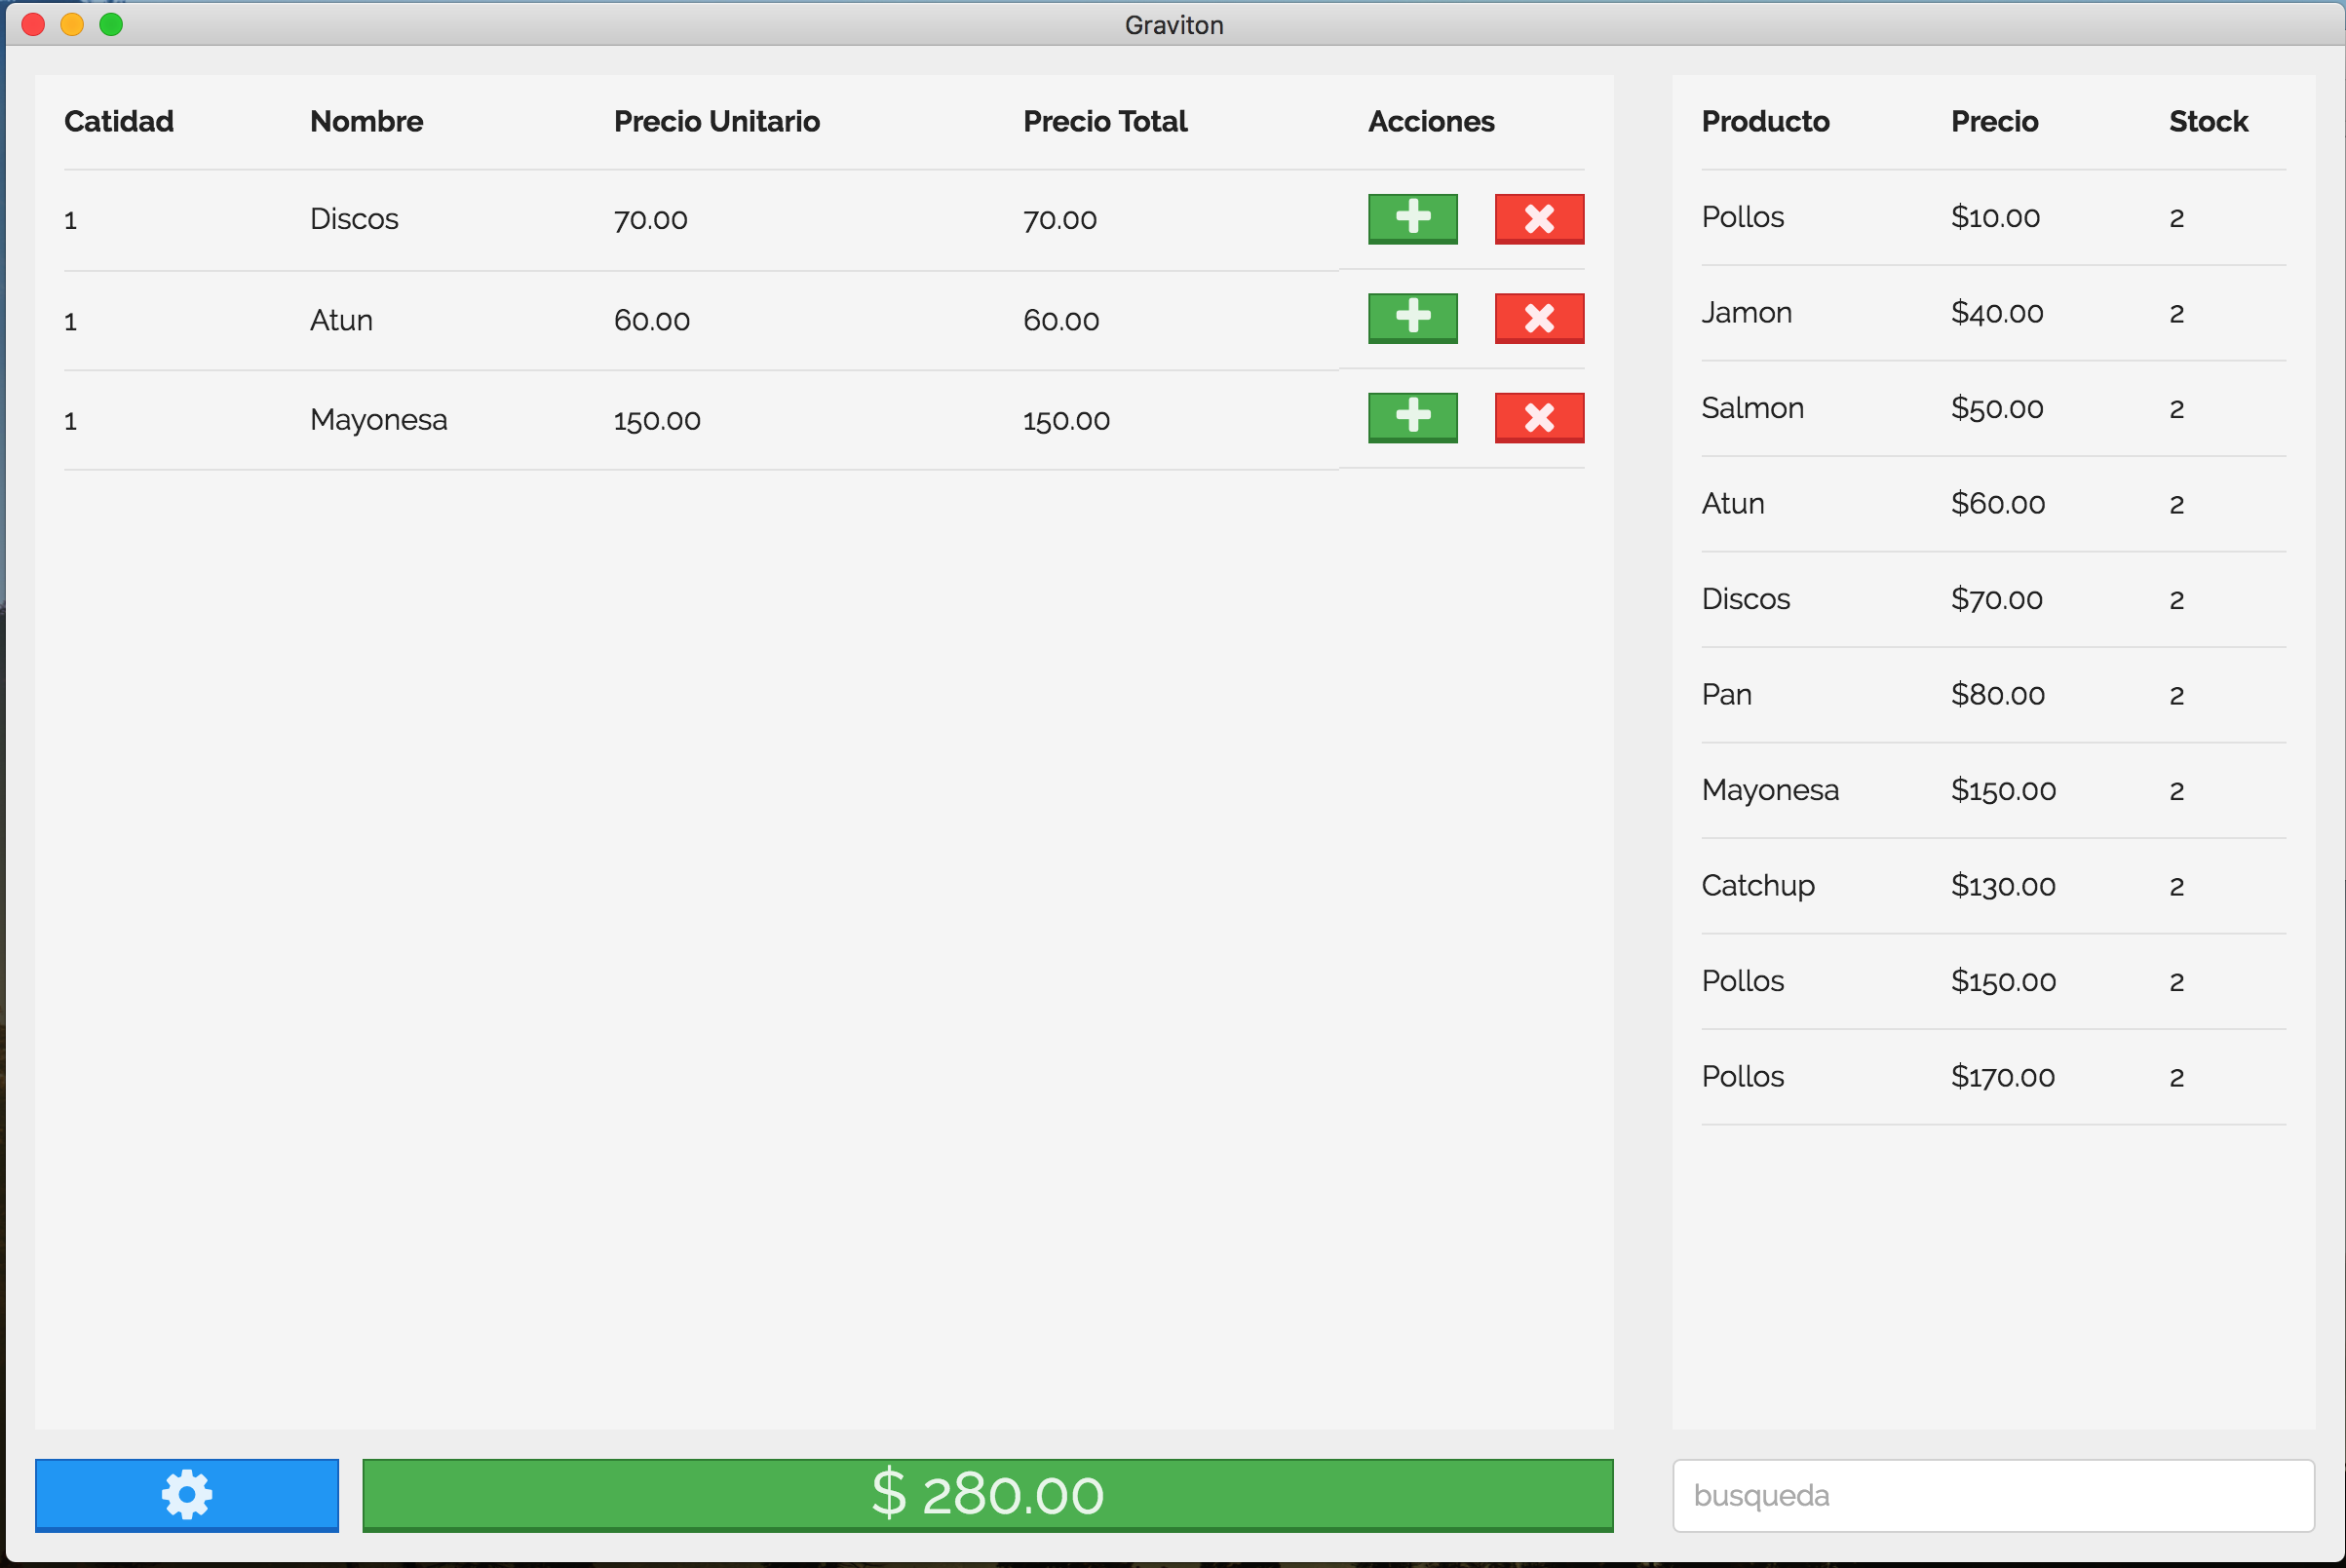 Graviton
Catidad Nombre Precio Unitario Precio Total Acciones
1 Discos 70.00 70.00
1 Atun 60.00 60.00
1 Mayonesa 150.00 150.00
$ 280.00
Producto Precio Stock
Pollos $10.00 2
Jamon $40.00 2
Salmon $50.00 2
Atun $60.00 2
Discos $70.00 2
Pan $80.00 2
Mayonesa $150.00 2
Catchup $130.00 2
Pollos $150.00 2
Pollos $170.00 2
busqueda